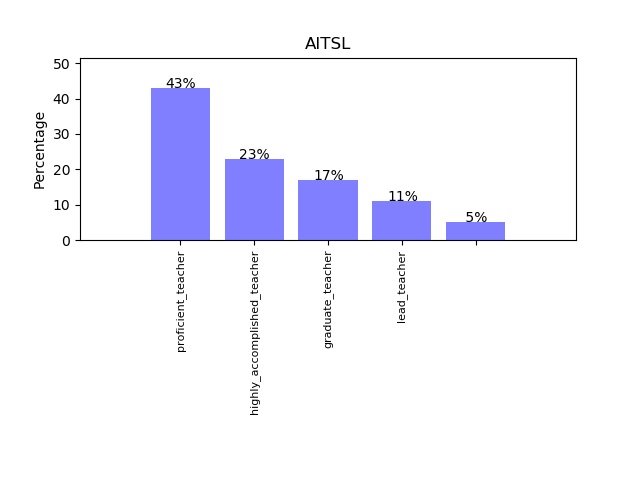 AITSL
Percentage
50
40
30
20
10
0
43%
23%
17%
11%
5%
proficient_teacher
highly_accomplished_teacher
graduate_teacher
lead_teacher